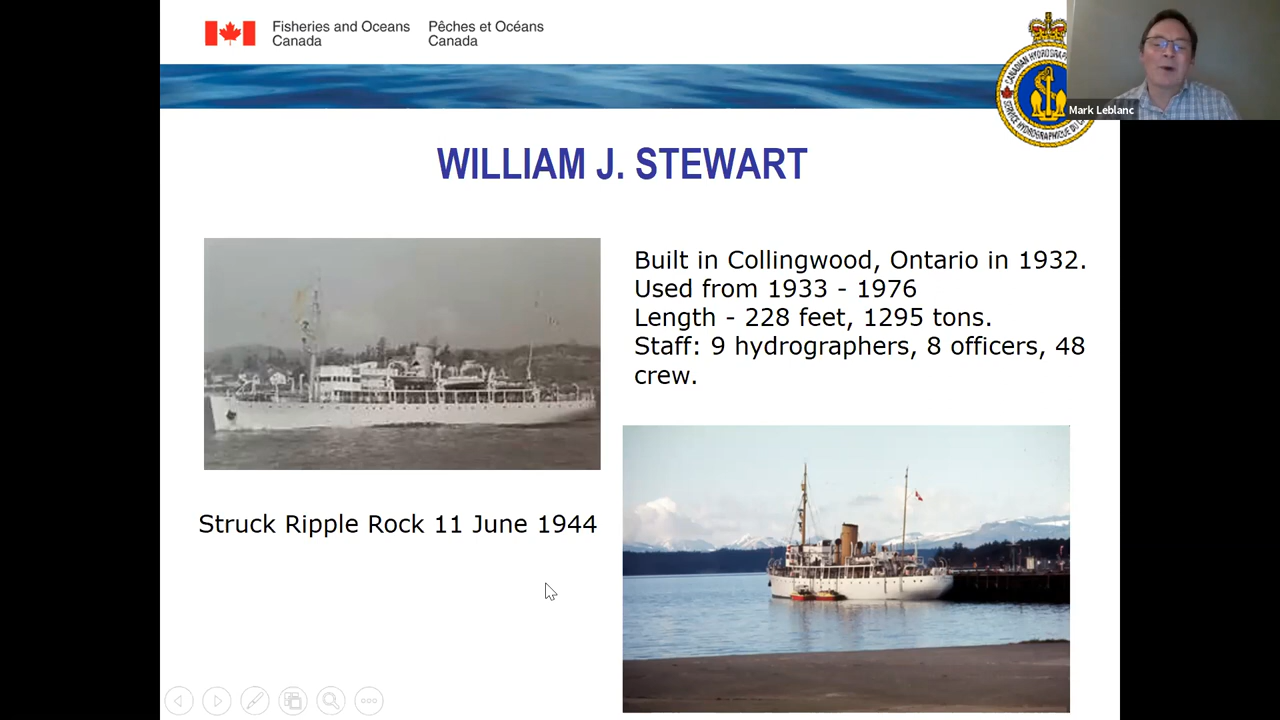 Fisheries and Oceans
Canada
Pêches et Océans
Canada
Mark Leblanc
WILLIAM J. STEWART
Built in Collingwood, Ontario in 1932.
Used from 1933 - 1976
Length - 228 feet, 1295 tons.
Staff: 9 hydrographers, 8 officers, 48
crew.
Struck Ripple Rock 11 June 1944